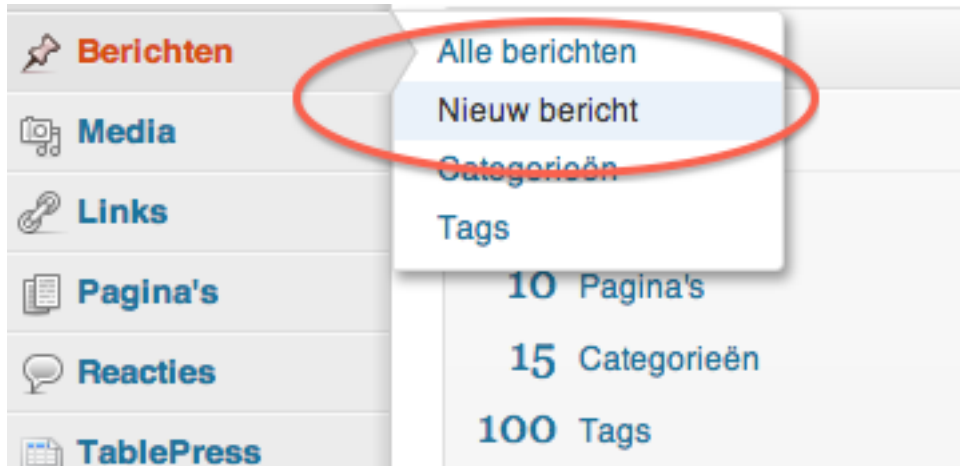 Berichten
Media
Links
Pagina's
Reacties
TablePress
Alle berichten
Nieuw bericht
Categorieën
Tags
10 Pagina's
15 Categorieën
100 Tags